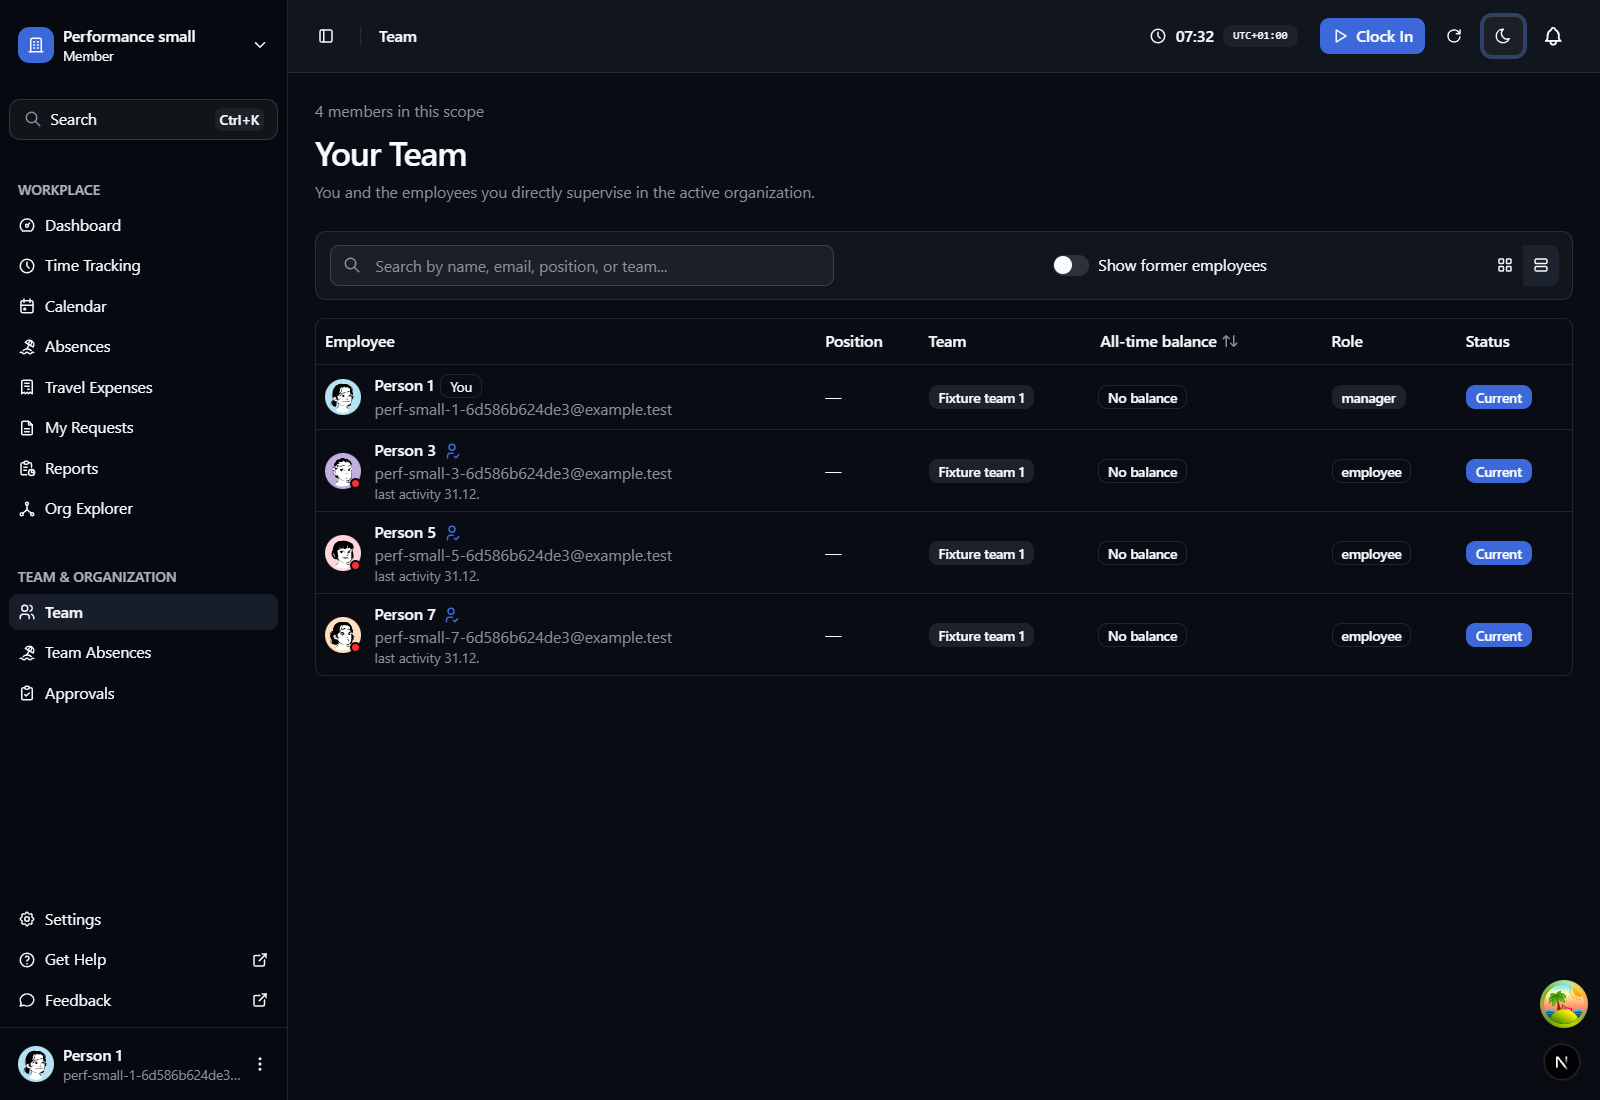 Performance small
Member
Search
Ctrl+K
WORKPLACE
Dashboard
Time Tracking
Calendar
Absences
Travel Expenses
My Requests
Reports
Org Explorer
TEAM & ORGANIZATION
Team
Team Absences
Approvals
Settings
Get Help
Feedback
Person 1
perf-small-1-6d586b624de3...
Team
07:32
UTC+01:00
Clock In
4 members in this scope
Your Team
You and the employees you directly supervise in the active organization.
Search by name, email, position, or team...
Show former employees
Employee Position Team All-time balance Role Status
Person 1 You
perf-small-1-6d586b624de3@example.test
— Fixture team 1 No balance manager Current
Person 3
perf-small-3-6d586b624de3@example.test
last activity 31.12.
— Fixture team 1 No balance employee Current
Person 5
perf-small-5-6d586b624de3@example.test
last activity 31.12.
— Fixture team 1 No balance employee Current
Person 7
perf-small-7-6d586b624de3@example.test
last activity 31.12.
— Fixture team 1 No balance employee Current
N